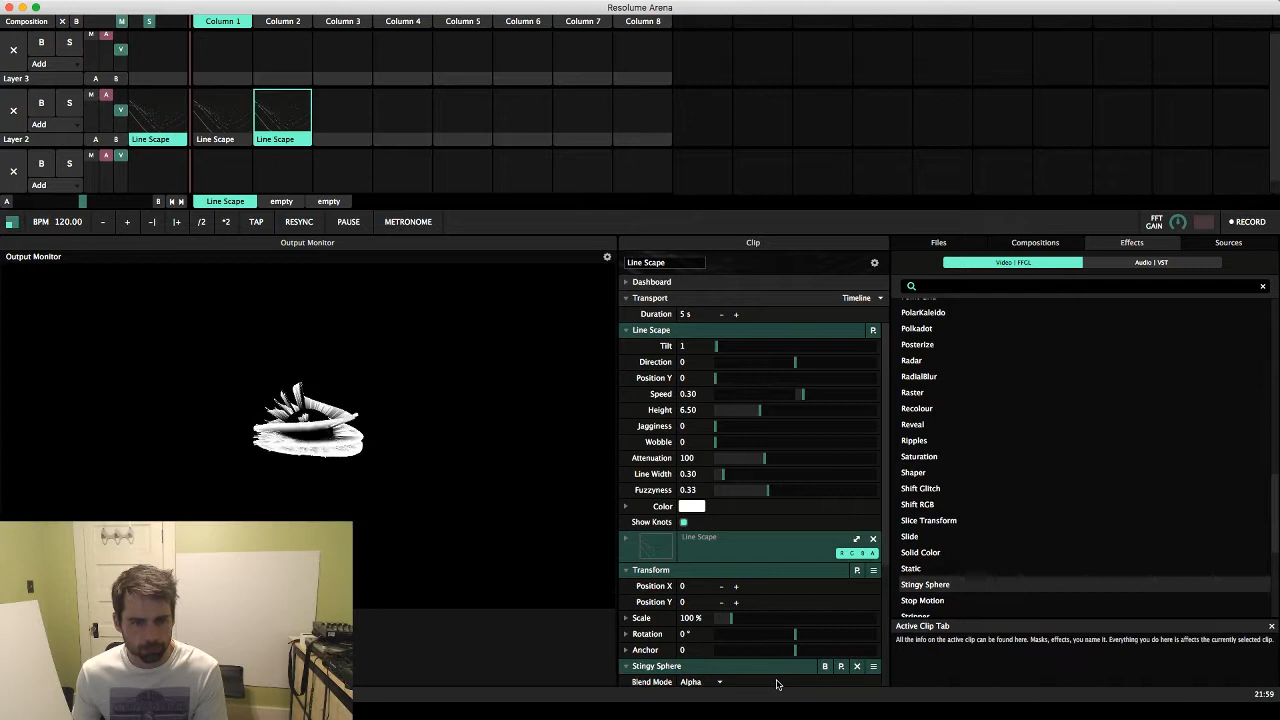 Resolume Arena
Composition X B M S Column 1 Column 2 Column 3 Column 4 Column 5 Column 6 Column 7 Column 8
B S M A V
Add
Layer 3 A B
B S M A V
Add
Layer 2 Line Scape Line Scape Line Scape
B S M A V
Add
A B Line Scape empty empty
BPM 120.00 - + -| |+ /2 *2 TAP RESYNC PAUSE METRONOME FFT GAIN RECORD
Output Monitor
Output Monitor
Clip
Line Scape
Dashboard
Transport Timeline
Duration 5 s - +
Line Scape P.
Tilt 1
Direction 0
Position Y 0
Speed 0.30
Height 6.50
Jagginess 0
Wobble 0
Attenuation 100
Line Width 0.30
Fuzzyness 0.33
Color
Show Knots
Line Scape
R G B A
Transform P.
Position X 0 - +
Position Y 0 - +
Scale 100 %
Rotation 0 °
Anchor 0
Stingy Sphere B P. X
Blend Mode Alpha
Files Compositions Effects Sources
Video | FFGL Audio | VST
PolarKaleido
Polkadot
Posterize
Radar
RadialBlur
Raster
Recolour
Reveal
Ripples
Saturation
Shaper
Shift Glitch
Shift RGB
Slice Transform
Slide
Solid Color
Static
Stingy Sphere
Stop Motion
Active Clip Tab
All the info on the active clip can be found here. Masks, effects, you name it. Everything you do here is affects the currently selected clip.
21:59